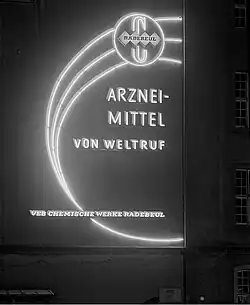 RADEBEUL
ARZNEI-
MITTEL
VON WELTRUF
VEB CHEMISCHE WERKE RADEBEUL